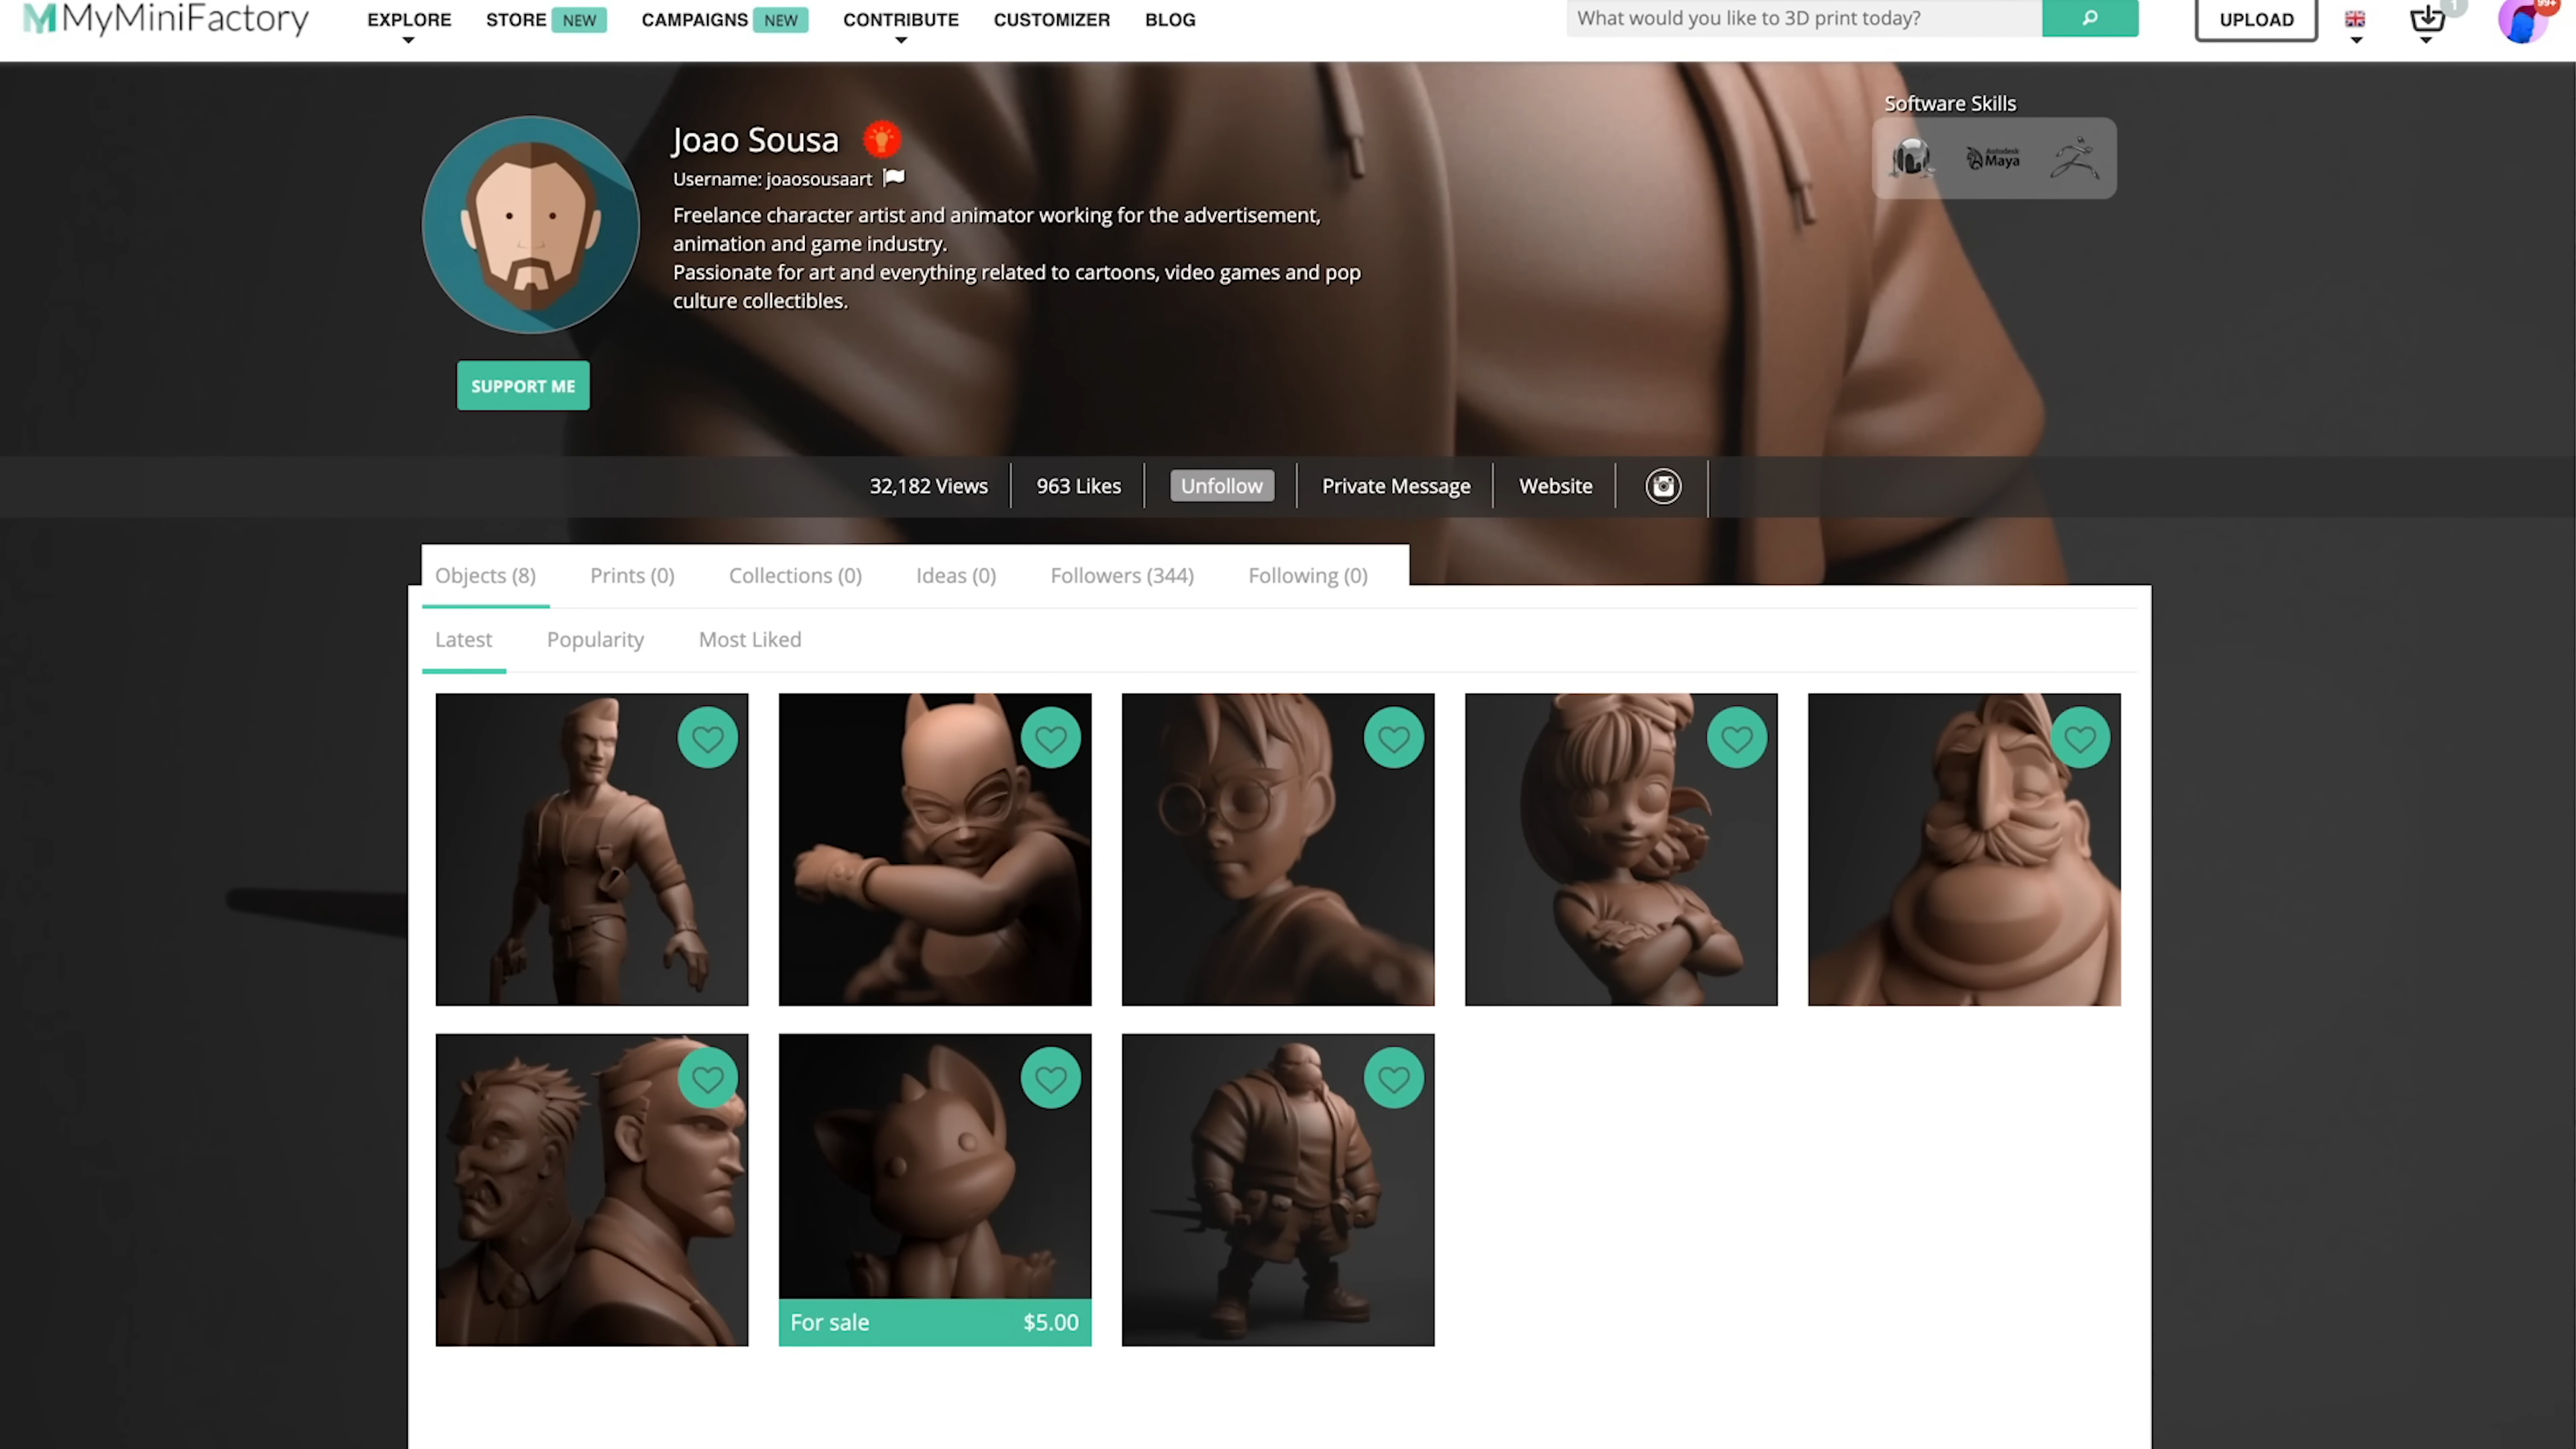 MyMiniFactory
EXPLORE
STORE NEW
CAMPAIGNS NEW
CONTRIBUTE
CUSTOMIZER
BLOG
What would you like to 3D print today?
UPLOAD
1
99+
Joao Sousa
Username: joaosousaart
Freelance character artist and animator working for the advertisement,
animation and game industry.
Passionate for art and everything related to cartoons, video games and pop
culture collectibles.
SUPPORT ME
Software Skills
Autodesk
Maya
32,182 Views
963 Likes
Unfollow
Private Message
Website
Objects (8)
Prints (0)
Collections (0)
Ideas (0)
Followers (344)
Following (0)
Latest
Popularity
Most Liked
For sale $5.00